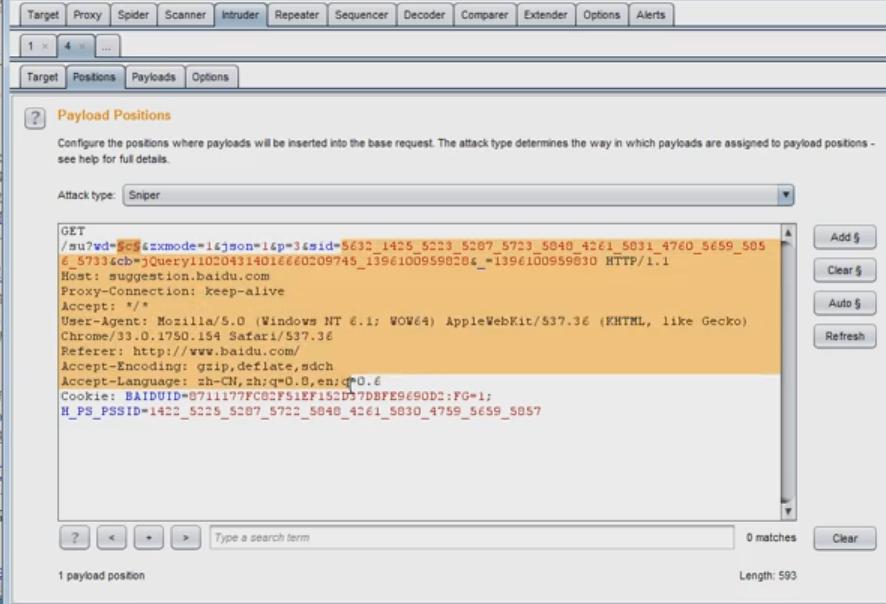 Target Proxy Spider Scanner Intruder Repeater Sequencer Decoder Comparer Extender Options Alerts
1 × 4 × ...
Target Positions Payloads Options
? Payload Positions
Configure the positions where payloads will be inserted into the base request. The attack type determines the way in which payloads are assigned to payload positions -
see help for full details.
Attack type: Sniper
GET
/su?wd=§c§&zxmode=1&json=1&p=3&sid=5632_1425_5223_5287_5723_5848_4261_5831_4760_5659_585
6_5733&cb=jQuery110204314016660209745_1396100959828&_=1396100959830 HTTP/1.1
Host: suggestion.baidu.com
Proxy-Connection: keep-alive
Accept: */*
User-Agent: Mozilla/5.0 (Windows NT 6.1; WOW64) AppleWebKit/537.36 (KHTML, like Gecko)
Chrome/33.0.1750.154 Safari/537.36
Referer: http://www.baidu.com/
Accept-Encoding: gzip,deflate,sdch
Accept-Language: zh-CN,zh;q=0.8,en;q=0.6
Cookie: BAIDUID=8711177FC82F51EF152D37DBFE9690D2:FG=1;
H_PS_PSSID=1422_5225_5287_5722_5848_4261_5830_4759_5659_5857
Add §
Clear §
Auto §
Refresh
? < + > Type a search term 0 matches Clear
1 payload position Length: 593